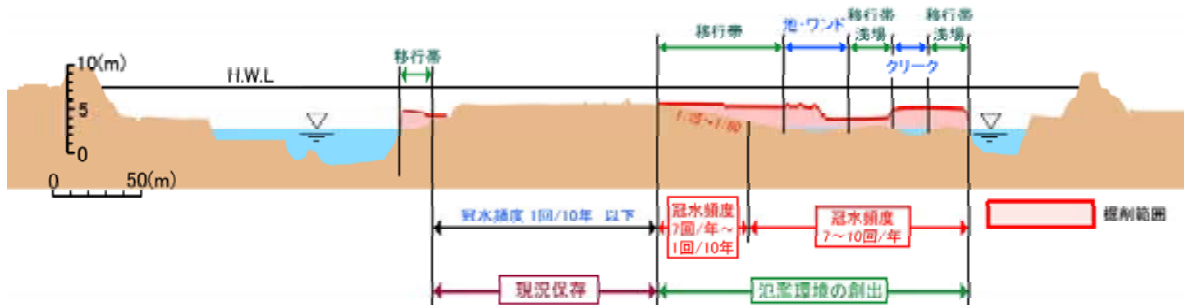 移行帯
池・ワンド
移行帯
浅場
移行帯
浅場
クリーク
移行帯
10(m)
5
0
H.W.L
1/15~1/80
0 50(m)
冠水頻度 1回/10年 以下
冠水頻度
7回/年~
1回/10年
冠水頻度
7~10回/年
掘削範囲
現況保存
氾濫環境の創出